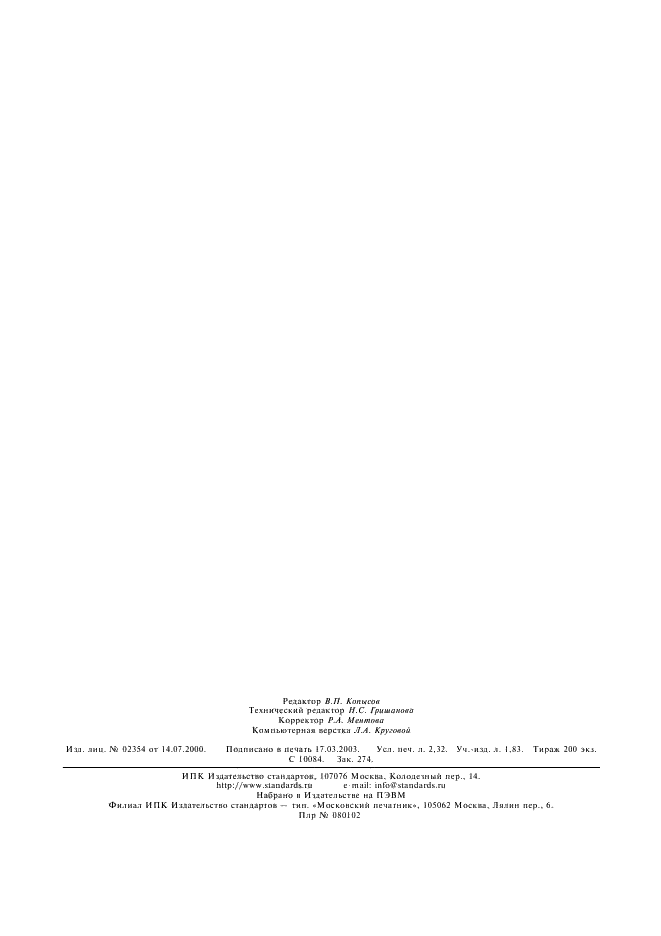 Редактор В.П. Копысов
Технический редактор Н.С. Гришанова
Корректор Р.А. Ментова
Компьютерная верстка Л.А. Круговой
Изд. лиц. № 02354 от 14.07.2000. Подписано в печать 17.03.2003. Усл. печ. л. 2,32. Уч.-изд. л. 1,83. Тираж 200 экз.
С 10084. Зак. 274.
ИПК Издательство стандартов, 107076 Москва, Колодезный пер., 14.
http://www.standards.ru e-mail: info@standards.ru
Набрано в Издательстве на ПЭВМ
Филиал ИПК Издательство стандартов — тип. «Московский печатник», 105062 Москва, Лялин пер., 6.
Плр № 080102